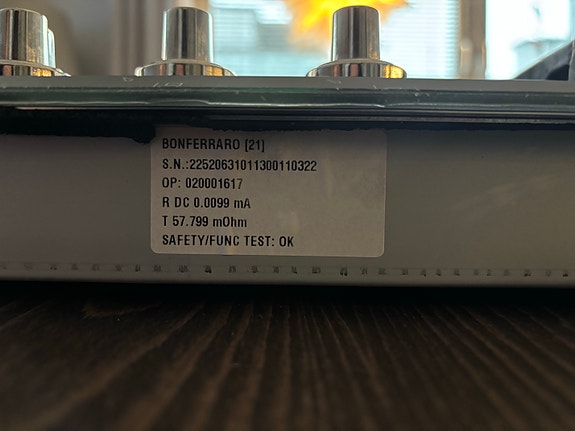 BONFERRARO [21]
S.N.:22520631011300110322
OP: 020001617
R DC 0.0099 mA
T 57.799 mOhm
SAFETY/FUNC TEST: OK